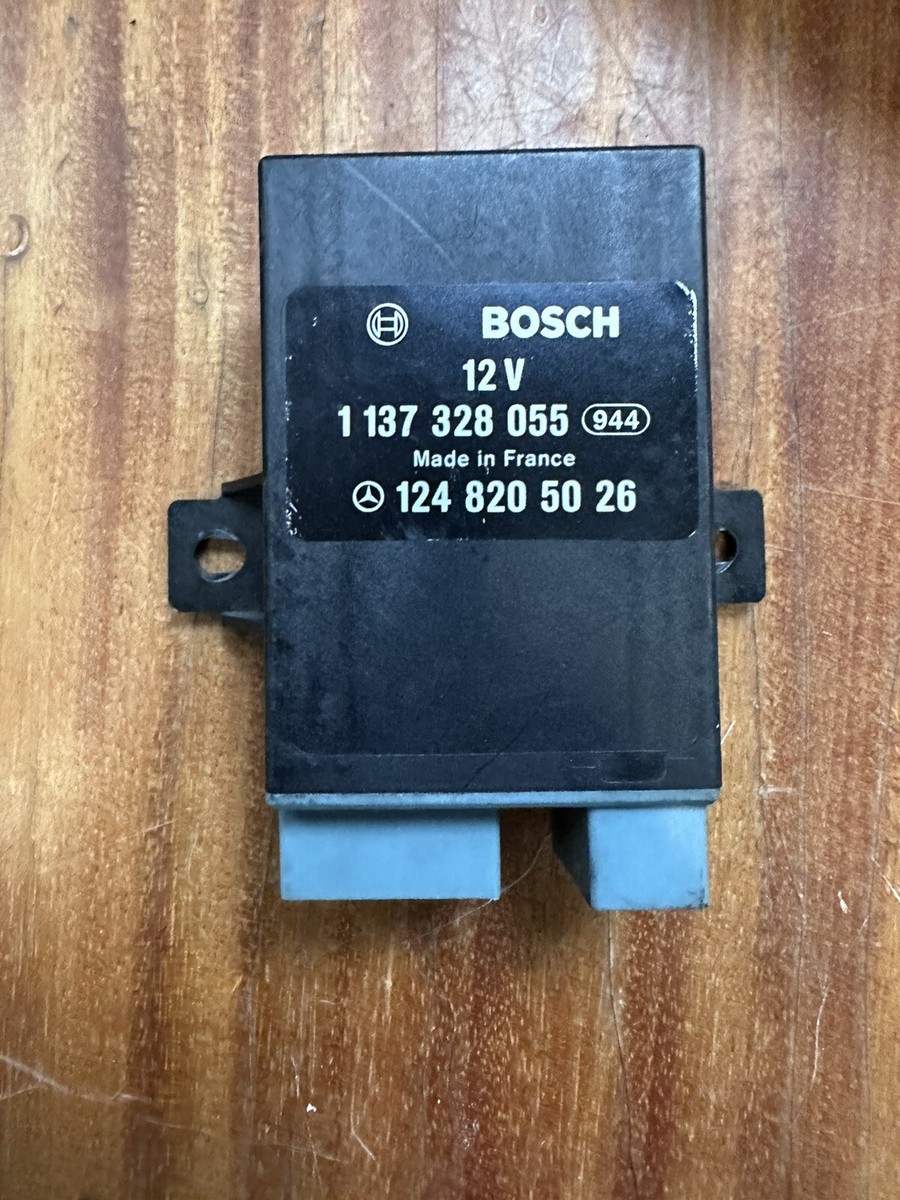 BOSCH
12 V
1 137 328 055 944
Made in France
124 820 50 26